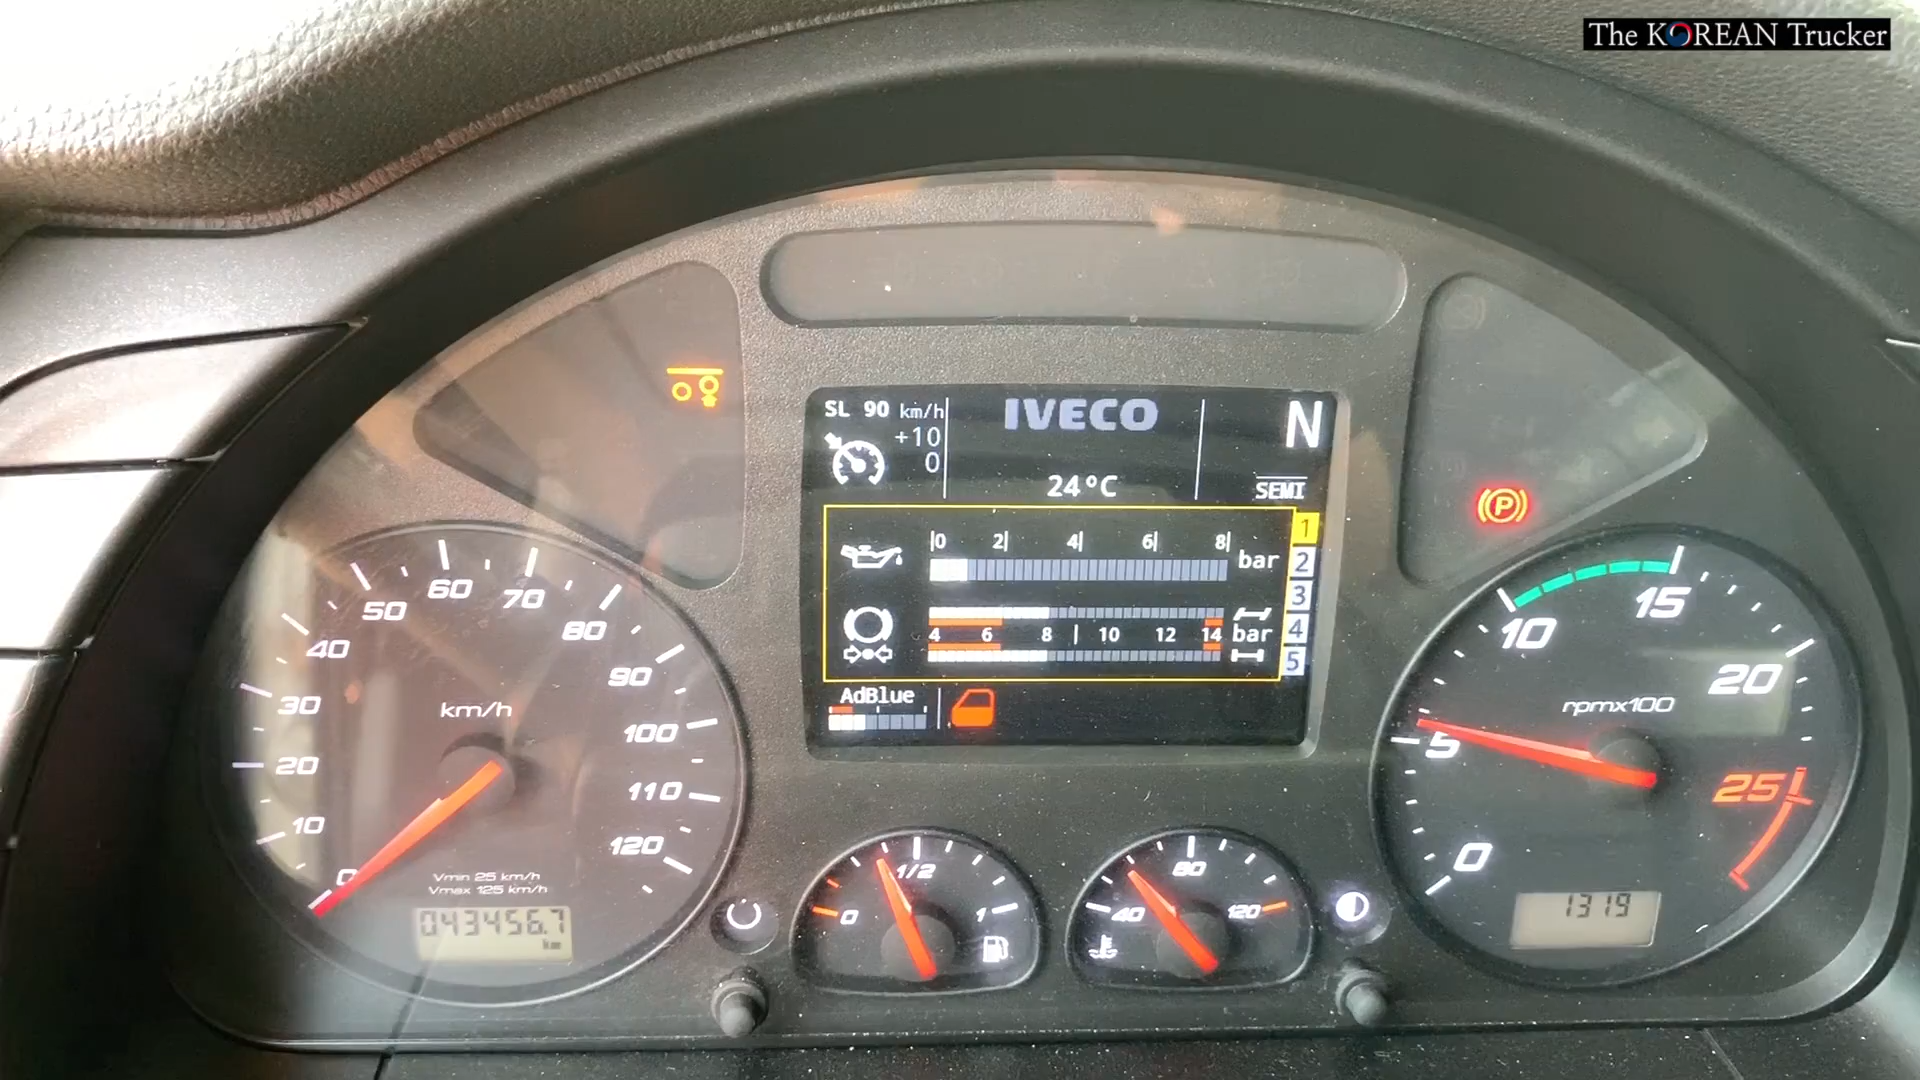 The KOREAN Trucker
SL 90 km/h
+10
0
IVECO
24°C
N
SEMI
0 2 4 6 8 bar
4 6 8 10 12 14 bar
1
2
3
4
5
AdBlue
0 10 20 30 40 50 60 70 80 90 100 110 120
km/h
Vmin 25 km/h
Vmax 125 km/h
043456.7
km
0 1/2 1
40 80 120
P
0 5 10 15 20 25
rpmx100
1319